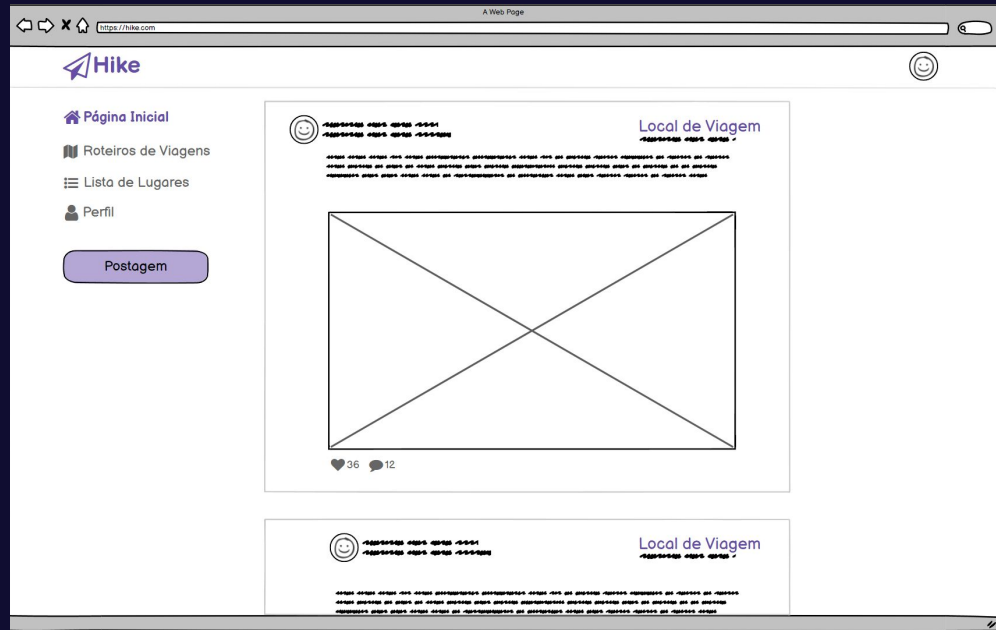 A Web Page
https://hike.com
Hike
Página Inicial
Roteiros de Viagens
Lista de Lugares
Perfil
Postagem
Local de Viagem
36 12
Local de Viagem